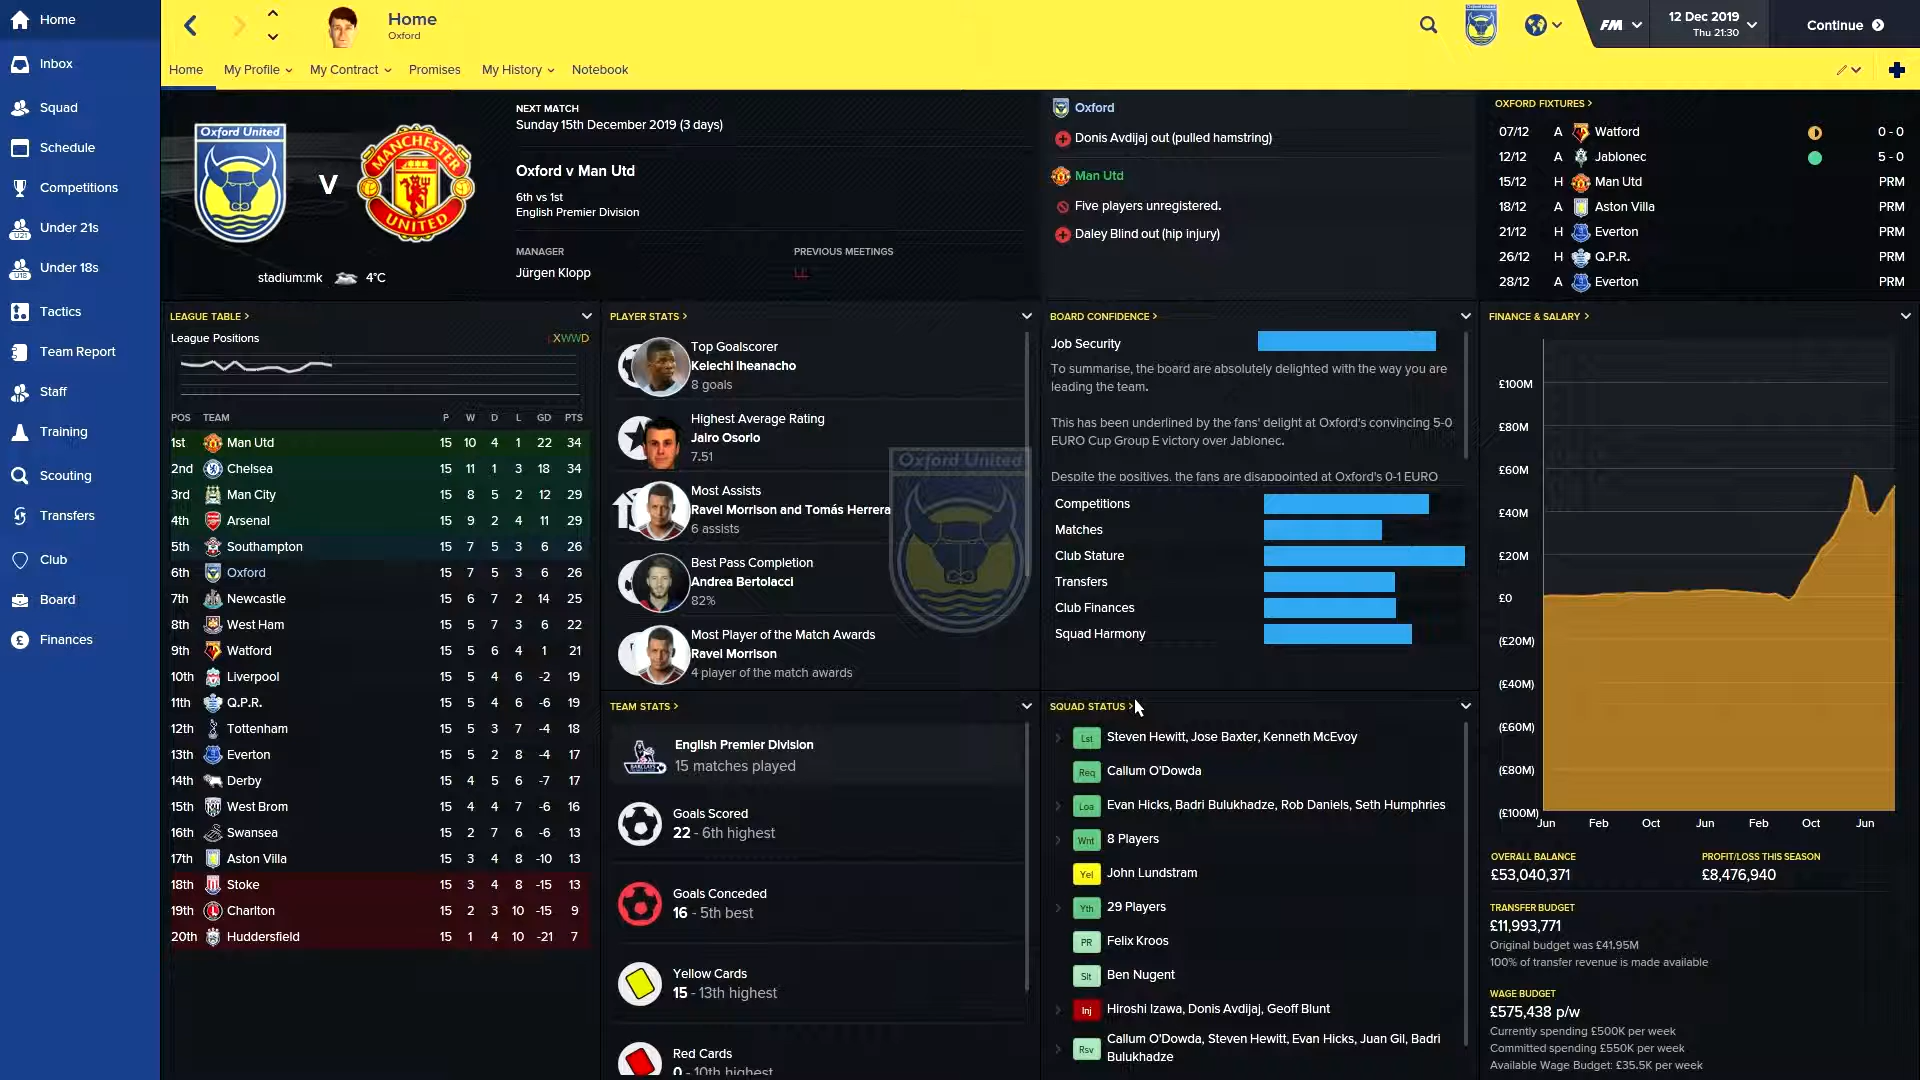 Home
Inbox
Squad
Schedule
Competitions
Under 21s
Under 18s
Tactics
Team Report
Staff
Training
Scouting
Transfers
Club
Board
Finances
Home
Oxford
FM
12 Dec 2019
Thu 21:30
Continue
Home My Profile My Contract Promises My History Notebook
Oxford United
V
MANCHESTER
UNITED
stadium:mk 4°C
NEXT MATCH
Sunday 15th December 2019 (3 days)
Oxford v Man Utd
6th vs 1st
English Premier Division
MANAGER
Jürgen Klopp
PREVIOUS MEETINGS
LL
Oxford
Donis Avdijaj out (pulled hamstring)
Man Utd
Five players unregistered.
Daley Blind out (hip injury)
OXFORD FIXTURES >
07/12 A Watford 0 - 0
12/12 A Jablonec 5 - 0
15/12 H Man Utd PRM
18/12 A Aston Villa PRM
21/12 H Everton PRM
26/12 H Q.P.R. PRM
28/12 A Everton PRM
LEAGUE TABLE >
League Positions XWWD
POS TEAM P W D L GD PTS
1st Man Utd 15 10 4 1 22 34
2nd Chelsea 15 11 1 3 18 34
3rd Man City 15 8 5 2 12 29
4th Arsenal 15 9 2 4 11 29
5th Southampton 15 7 5 3 6 26
6th Oxford 15 7 5 3 6 26
7th Newcastle 15 6 7 2 14 25
8th West Ham 15 5 7 3 6 22
9th Watford 15 5 6 4 1 21
10th Liverpool 15 5 4 6 -2 19
11th Q.P.R. 15 5 4 6 -6 19
12th Tottenham 15 5 3 7 -4 18
13th Everton 15 5 2 8 -4 17
14th Derby 15 4 5 6 -7 17
15th West Brom 15 4 4 7 -6 16
16th Swansea 15 2 7 6 -6 13
17th Aston Villa 15 3 4 8 -10 13
18th Stoke 15 3 4 8 -15 13
19th Charlton 15 2 3 10 -15 9
20th Huddersfield 15 1 4 10 -21 7
PLAYER STATS >
Top Goalscorer
Kelechi Iheanacho
8 goals
Highest Average Rating
Jairo Osorio
7.51
Most Assists
Ravel Morrison and Tomás Herrera
6 assists
Best Pass Completion
Andrea Bertolacci
82%
Most Player of the Match Awards
Ravel Morrison
4 player of the match awards
Oxford United
TEAM STATS >
English Premier Division
15 matches played
Goals Scored
22 - 6th highest
Goals Conceded
16 - 5th best
Yellow Cards
15 - 13th highest
Red Cards
0 - 10th highest
BOARD CONFIDENCE >
Job Security
To summarise, the board are absolutely delighted with the way you are
leading the team.
This has been underlined by the fans' delight at Oxford's convincing 5-0
EURO Cup Group E victory over Jablonec.
Despite the positives, the fans are disappointed at Oxford's 0-1 EURO
Competitions
Matches
Club Stature
Transfers
Club Finances
Squad Harmony
SQUAD STATUS >
Lst Steven Hewitt, Jose Baxter, Kenneth McEvoy
Req Callum O'Dowda
Loa Evan Hicks, Badri Bulukhadze, Rob Daniels, Seth Humphries
Wnt 8 Players
Yel John Lundstram
Yth 29 Players
PR Felix Kroos
Slt Ben Nugent
Inj Hiroshi Izawa, Donis Avdijaj, Geoff Blunt
Rsv Callum O'Dowda, Steven Hewitt, Evan Hicks, Juan Gil, Badri
Bulukhadze
FINANCE & SALARY >
£100M
£80M
£60M
£40M
£20M
£0
(£20M)
(£40M)
(£60M)
(£80M)
(£100M)
Jun Feb Oct Jun Feb Oct Jun
OVERALL BALANCE
£53,040,371
PROFIT/LOSS THIS SEASON
£8,476,940
TRANSFER BUDGET
£11,993,771
Original budget was £41.95M
100% of transfer revenue is made available
WAGE BUDGET
£575,438 p/w
Currently spending £500K per week
Committed spending £550K per week
Available Wage Budget: £35.5K per week